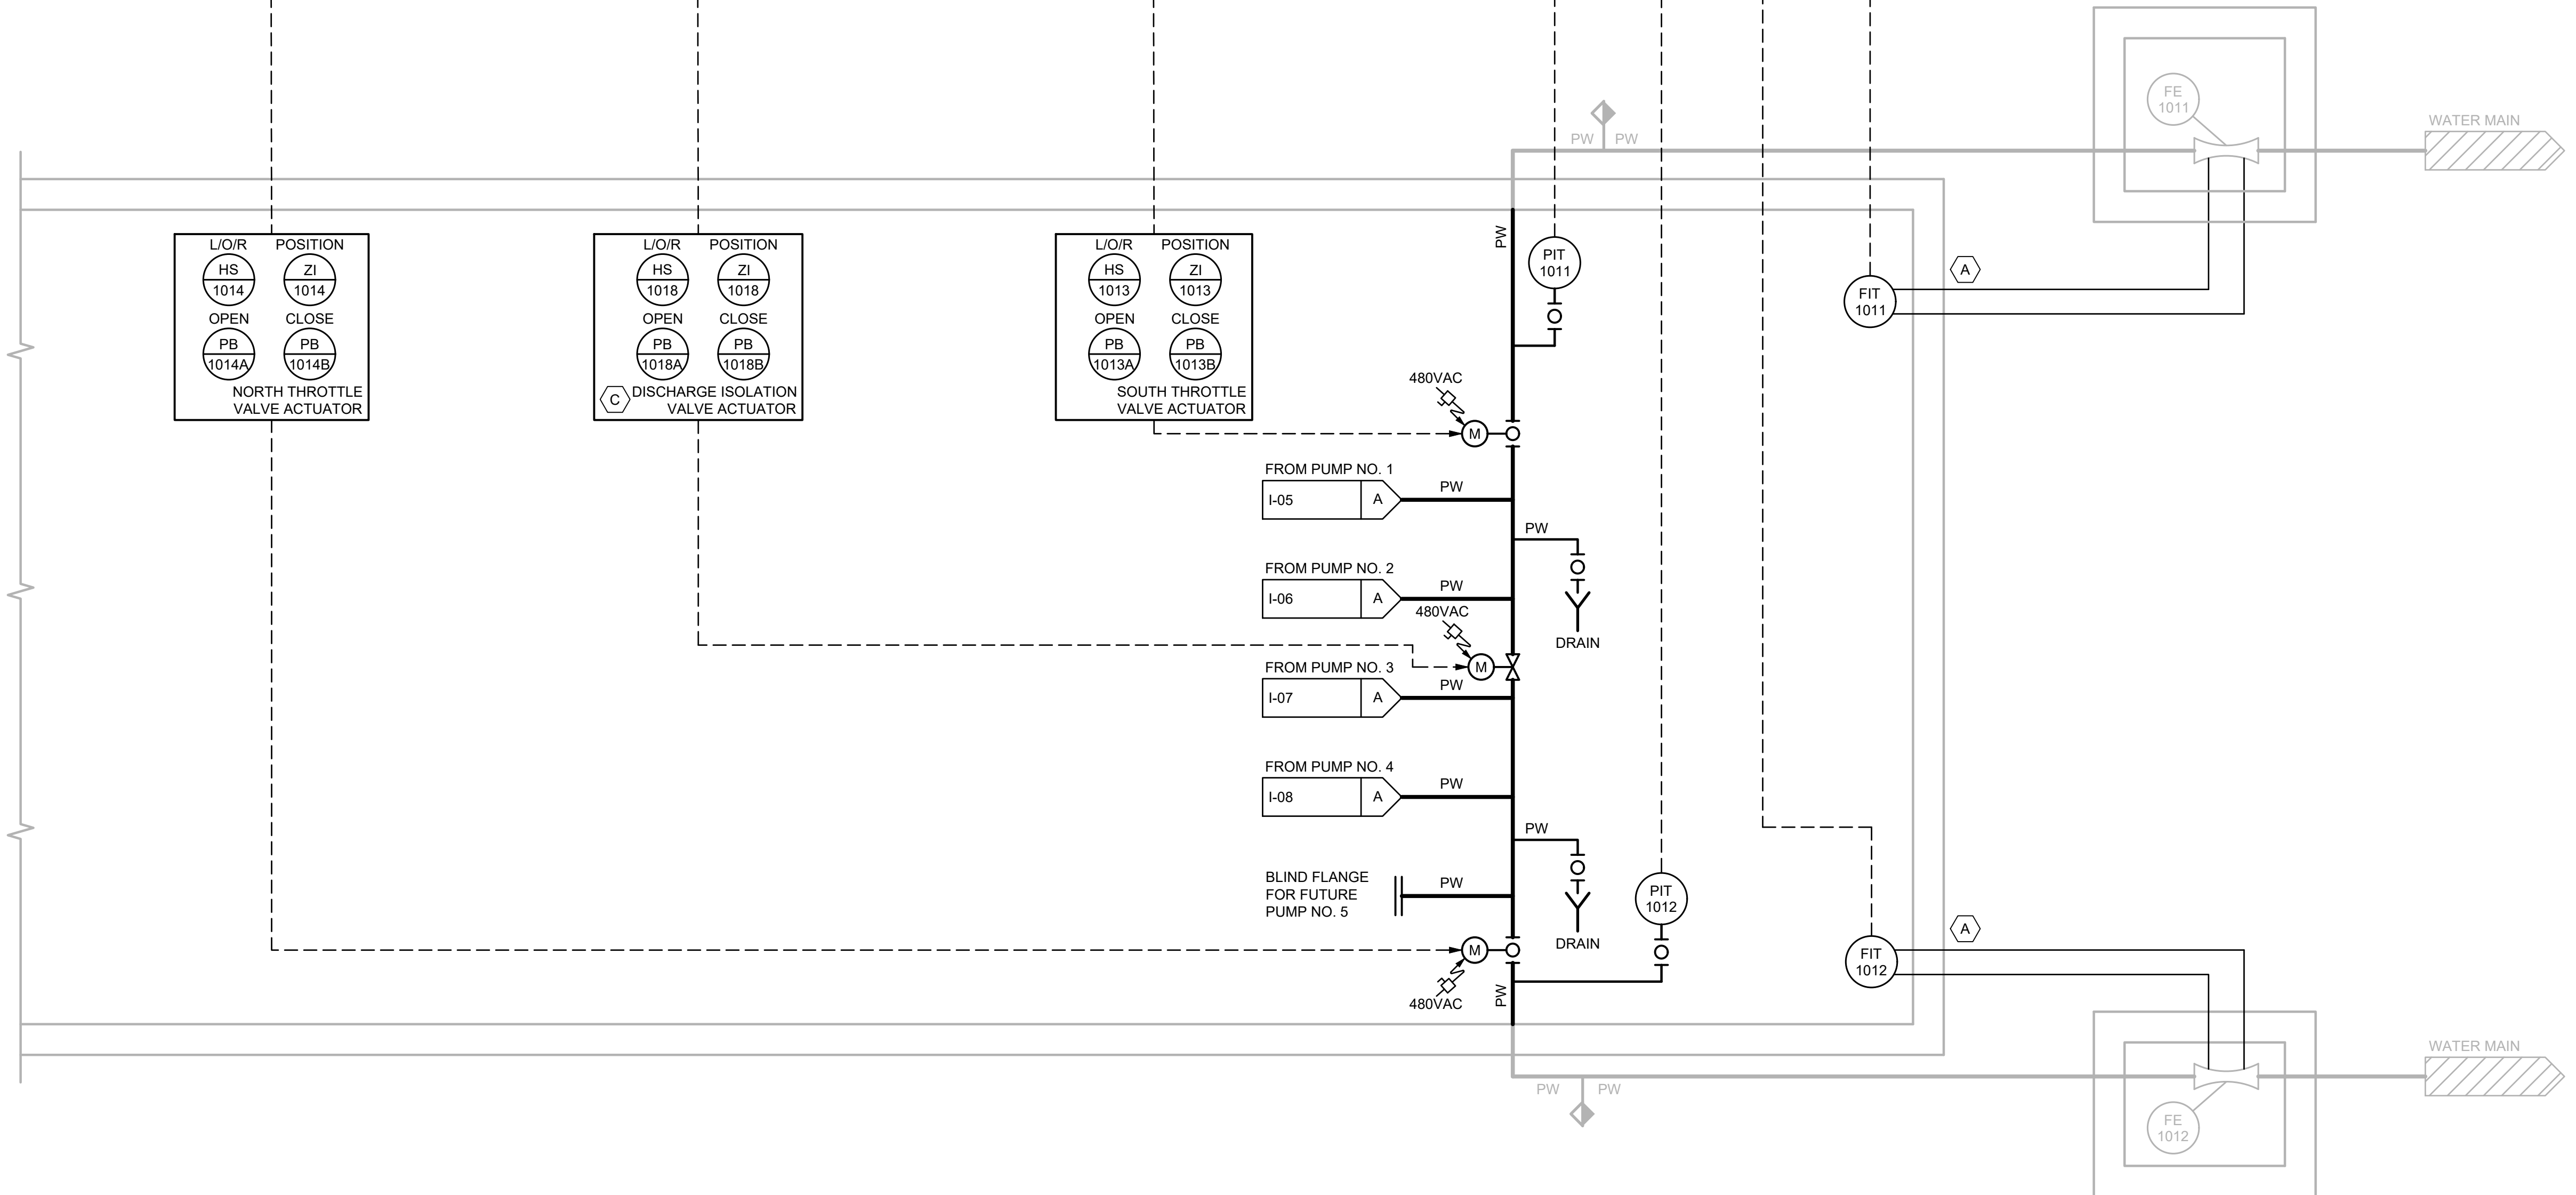 FE
1011
WATER MAIN
PW PW
L/O/R POSITION
HS ZI
1014 1014
OPEN CLOSE
PB PB
1014A 1014B
NORTH THROTTLE
VALVE ACTUATOR
L/O/R POSITION
HS ZI
1018 1018
OPEN CLOSE
PB PB
1018A 1018B
C DISCHARGE ISOLATION
VALVE ACTUATOR
L/O/R POSITION
HS ZI
1013 1013
OPEN CLOSE
PB PB
1013A 1013B
SOUTH THROTTLE
VALVE ACTUATOR
PW
PIT
1011
FIT
1011
A
480VAC
M
FROM PUMP NO. 1
I-05 A
PW
PW
DRAIN
FROM PUMP NO. 2
I-06 A
PW
480VAC
M
FROM PUMP NO. 3
I-07 A
PW
FROM PUMP NO. 4
I-08 A
PW
PW
DRAIN
BLIND FLANGE
FOR FUTURE
PUMP NO. 5
PW
PIT
1012
M
480VAC
PW
FIT
1012
A
WATER MAIN
PW PW
FE
1012